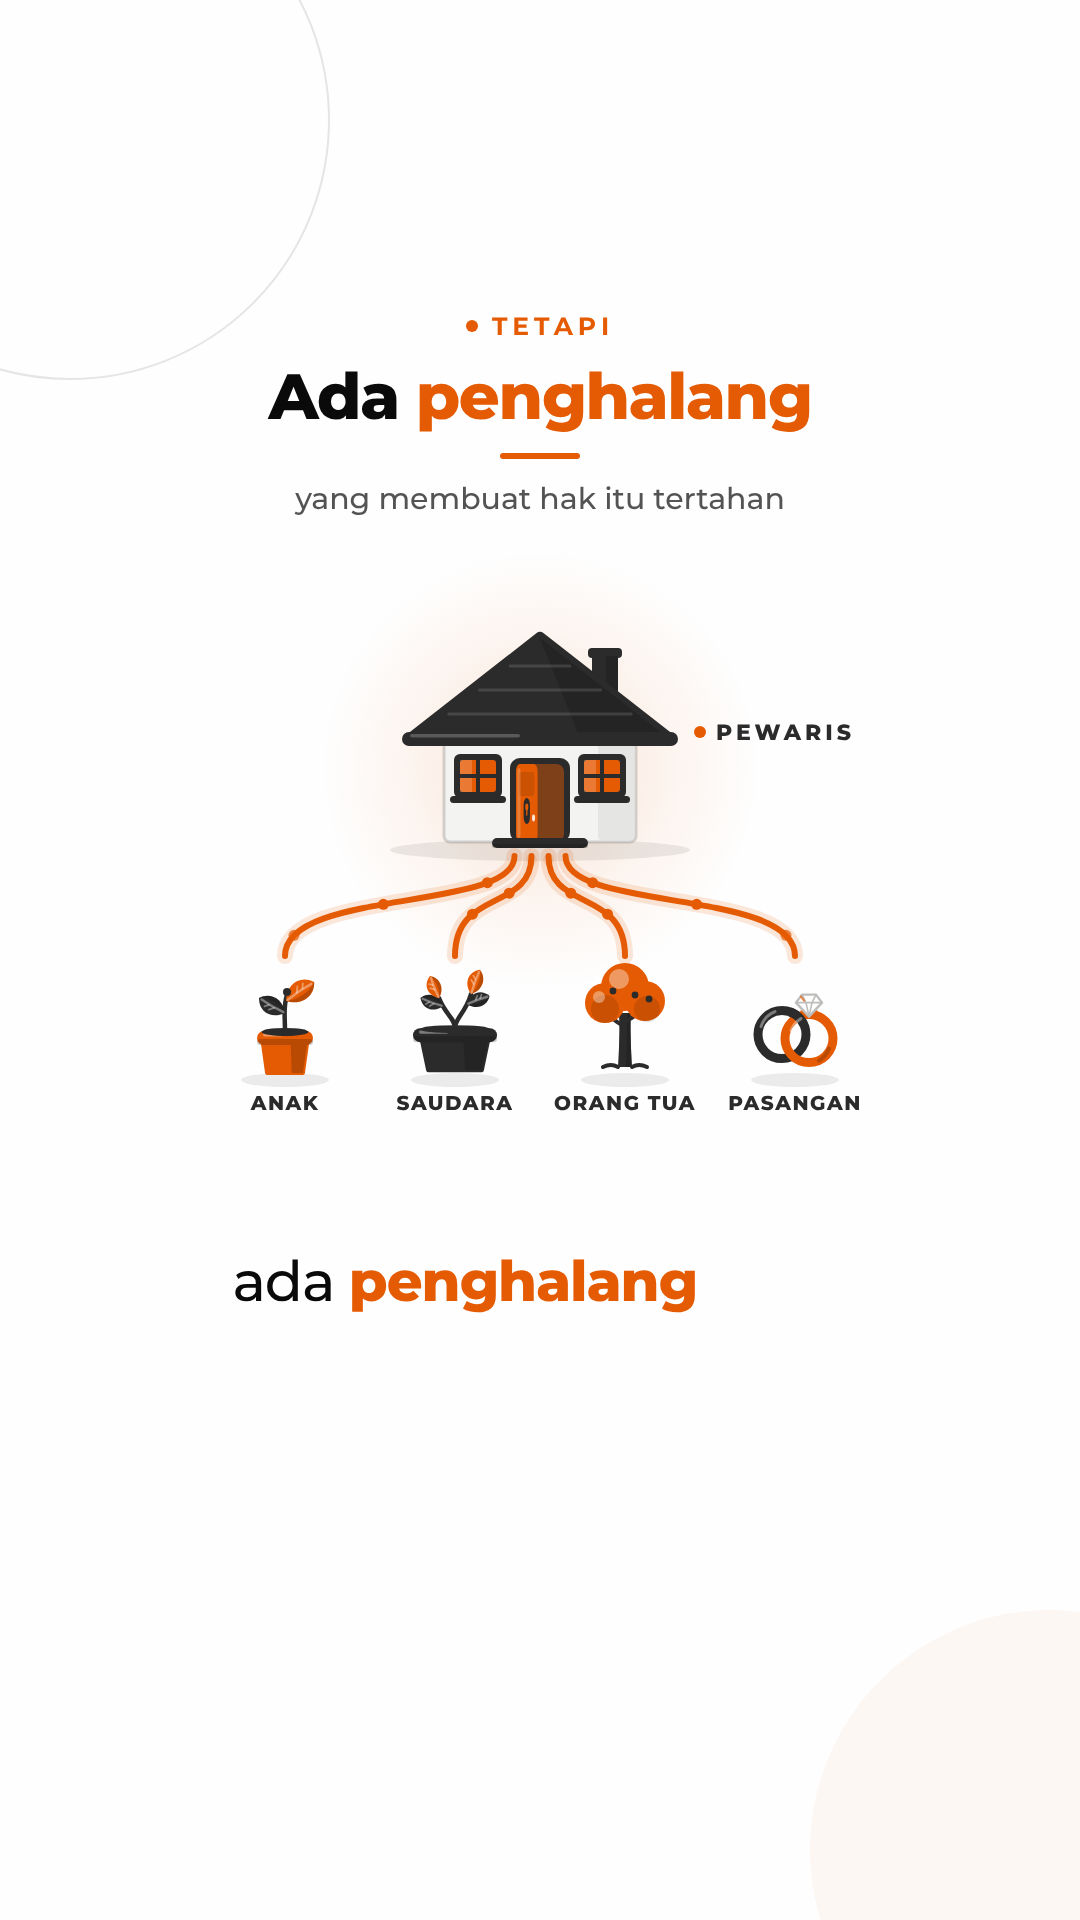 TETAPI
Ada penghalang
yang membuat hak itu tertahan
PEWARIS
ANAK
SAUDARA
ORANG TUA
PASANGAN
ada penghalang